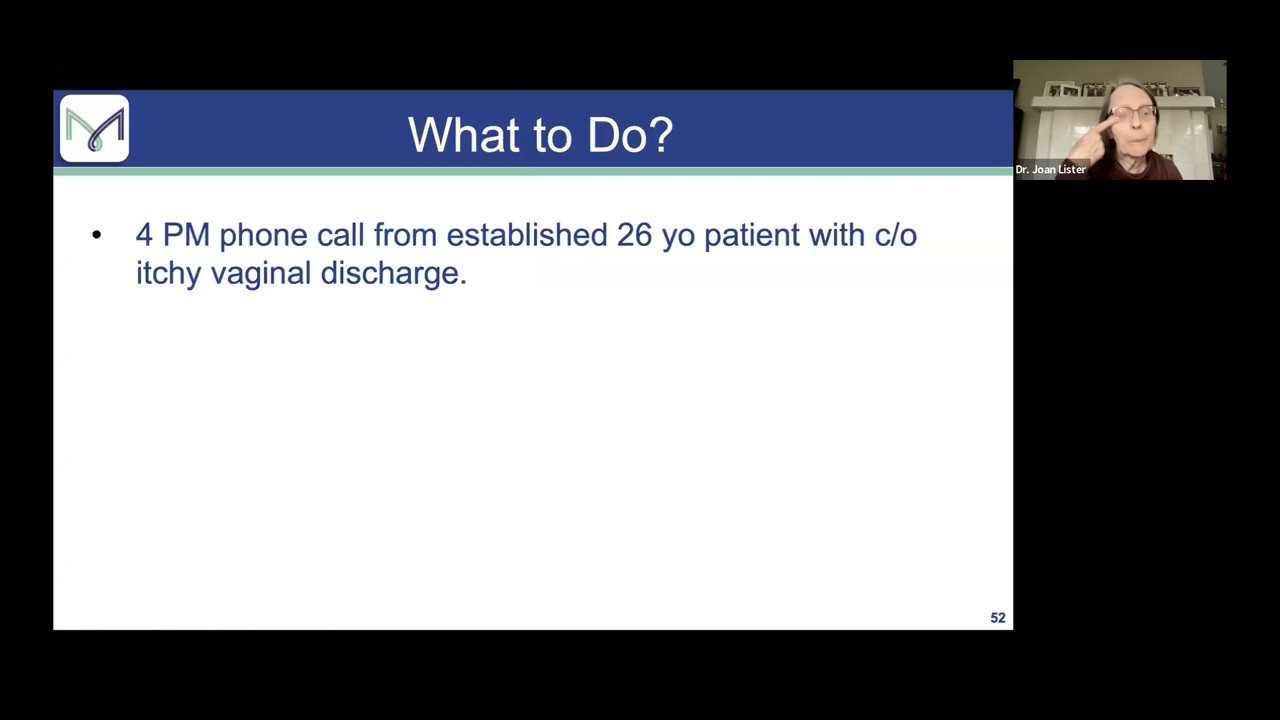 What to Do?
• 4 PM phone call from established 26 yo patient with c/o
itchy vaginal discharge.
52
Dr. Joan Lister